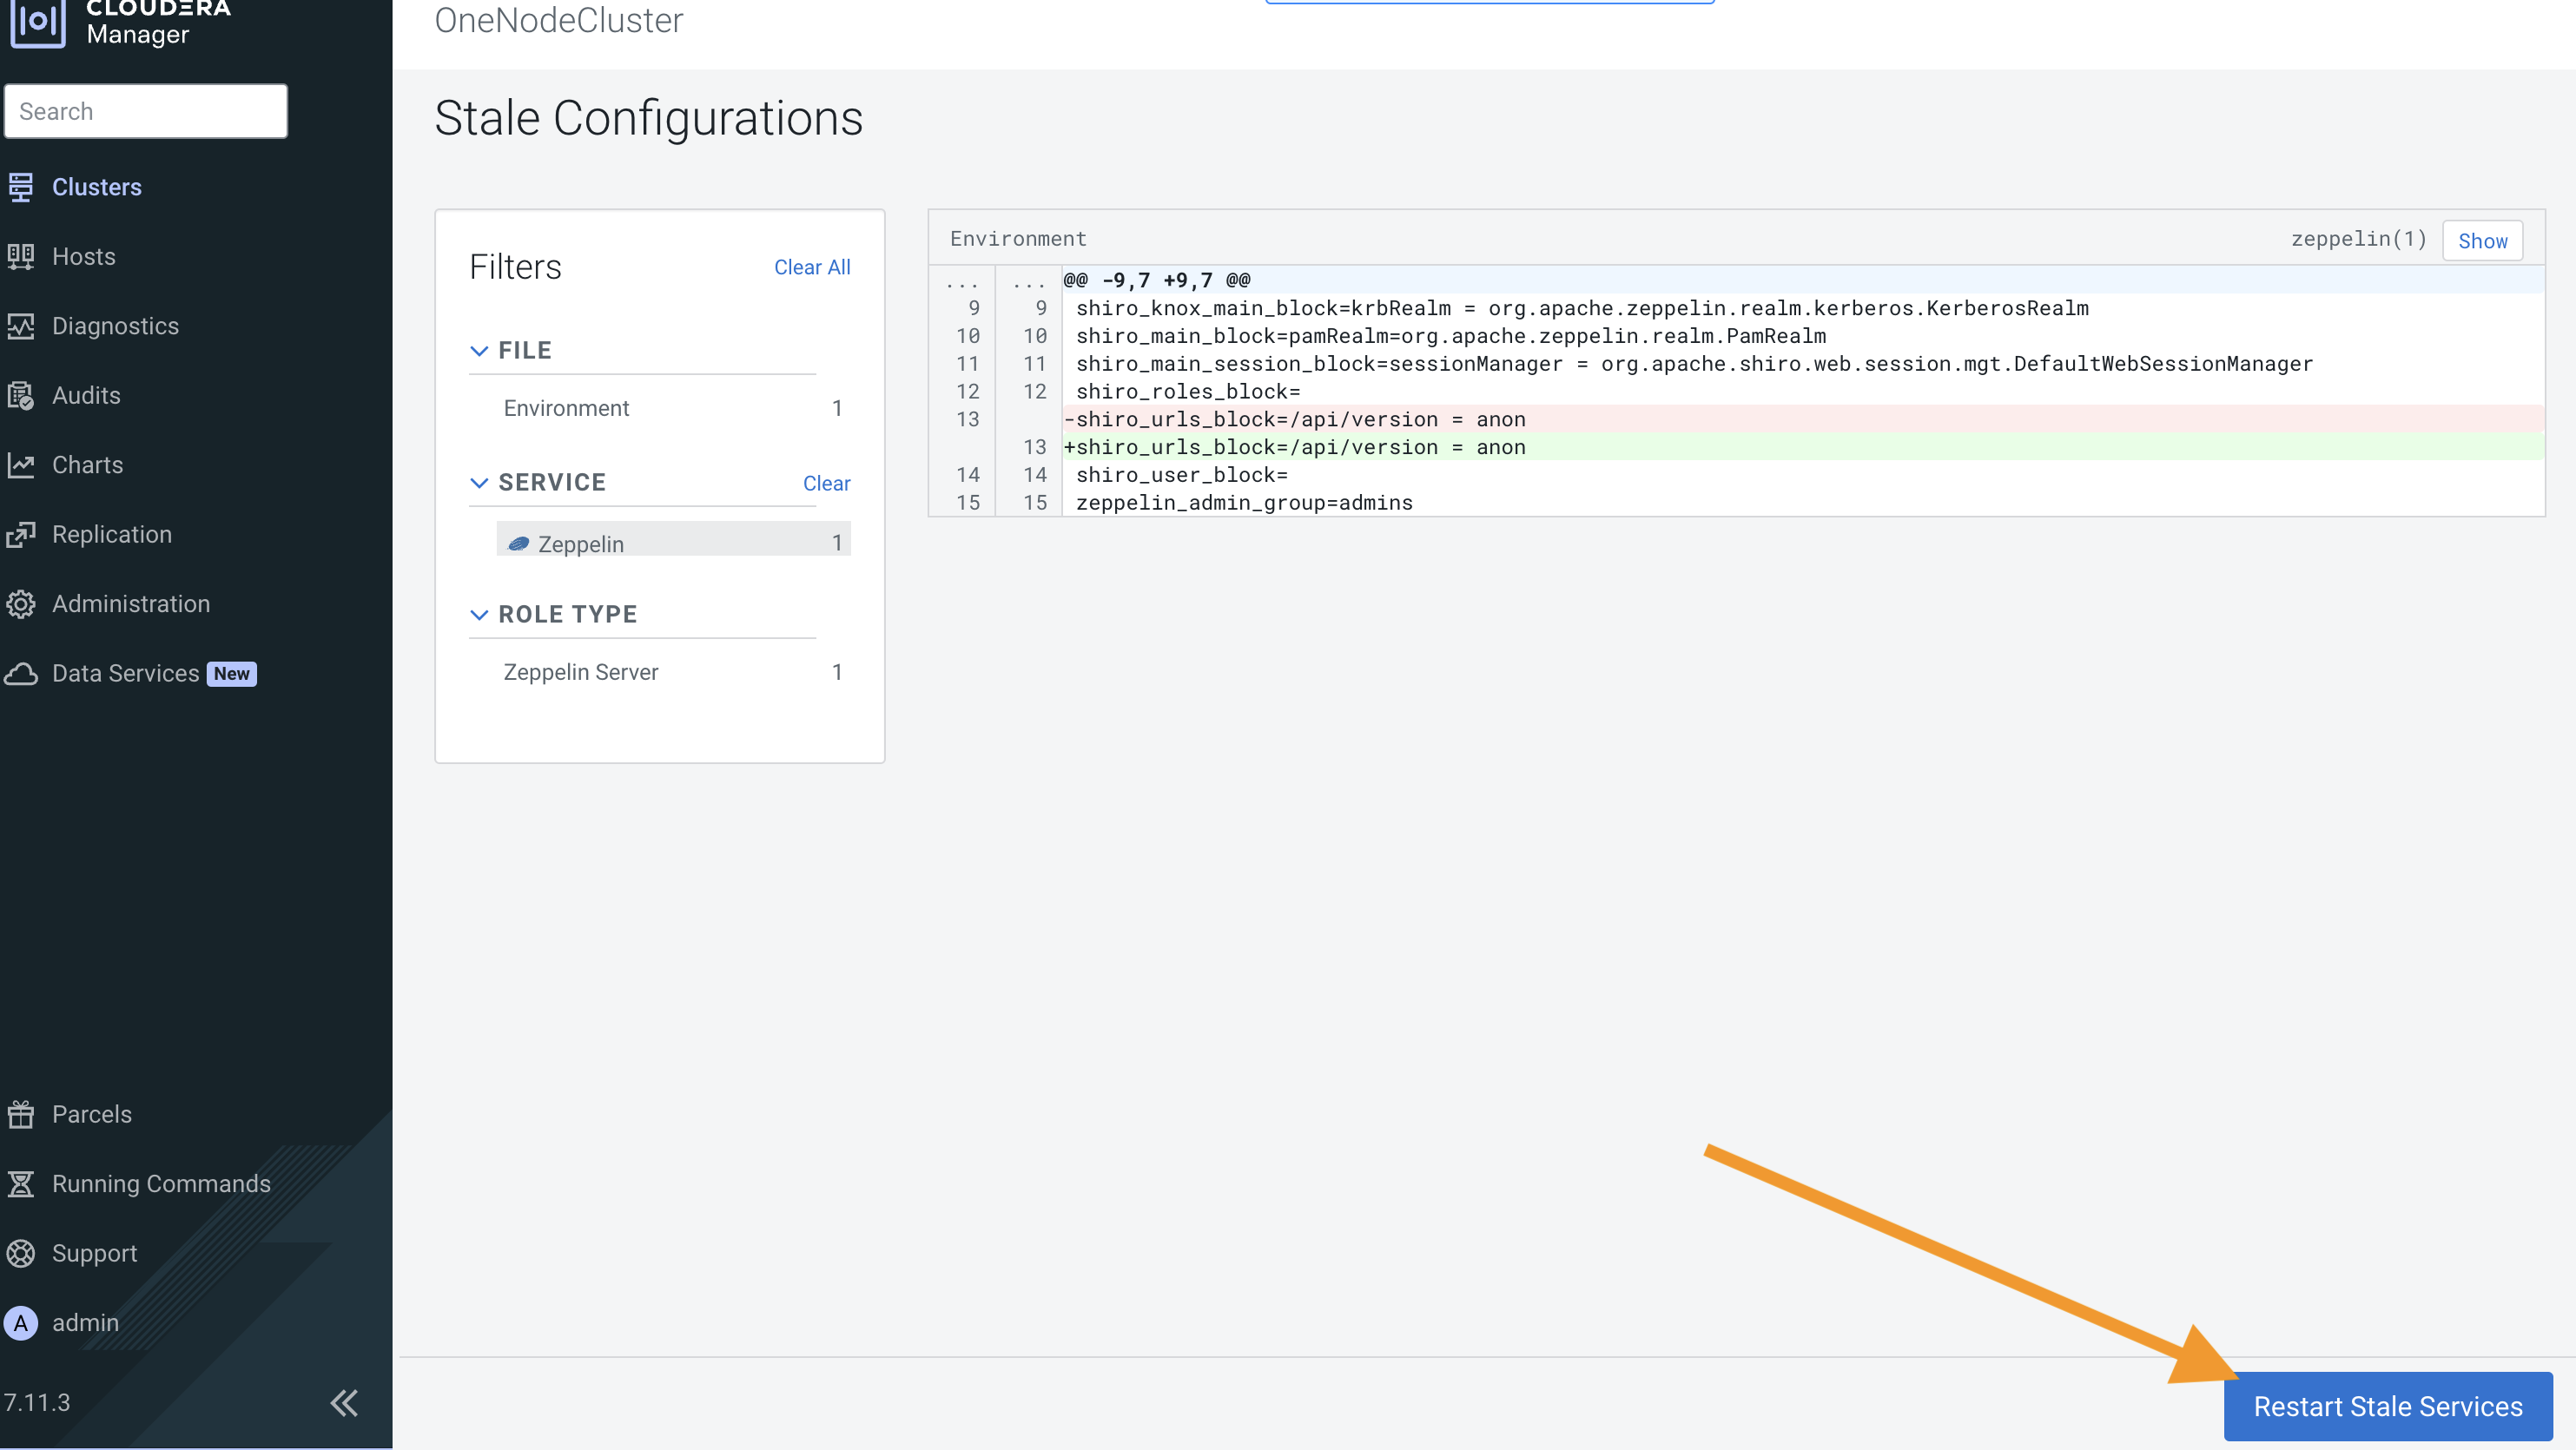 CLOUDERA
Manager
Search
Clusters
Hosts
Diagnostics
Audits
Charts
Replication
Administration
Data Services New
Parcels
Running Commands
Support
A admin
7.11.3
OneNodeCluster
Stale Configurations
Filters Clear All
FILE
Environment 1
SERVICE Clear
Zeppelin 1
ROLE TYPE
Zeppelin Server 1
Environment zeppelin(1) Show
... ... @@ -9,7 +9,7 @@
9 9 shiro_knox_main_block=krbRealm = org.apache.zeppelin.realm.kerberos.KerberosRealm
10 10 shiro_main_block=pamRealm=org.apache.zeppelin.realm.PamRealm
11 11 shiro_main_session_block=sessionManager = org.apache.shiro.web.session.mgt.DefaultWebSessionManager
12 12 shiro_roles_block=
13 -shiro_urls_block=/api/version = anon
13 +shiro_urls_block=/api/version = anon
14 14 shiro_user_block=
15 15 zeppelin_admin_group=admins
Restart Stale Services